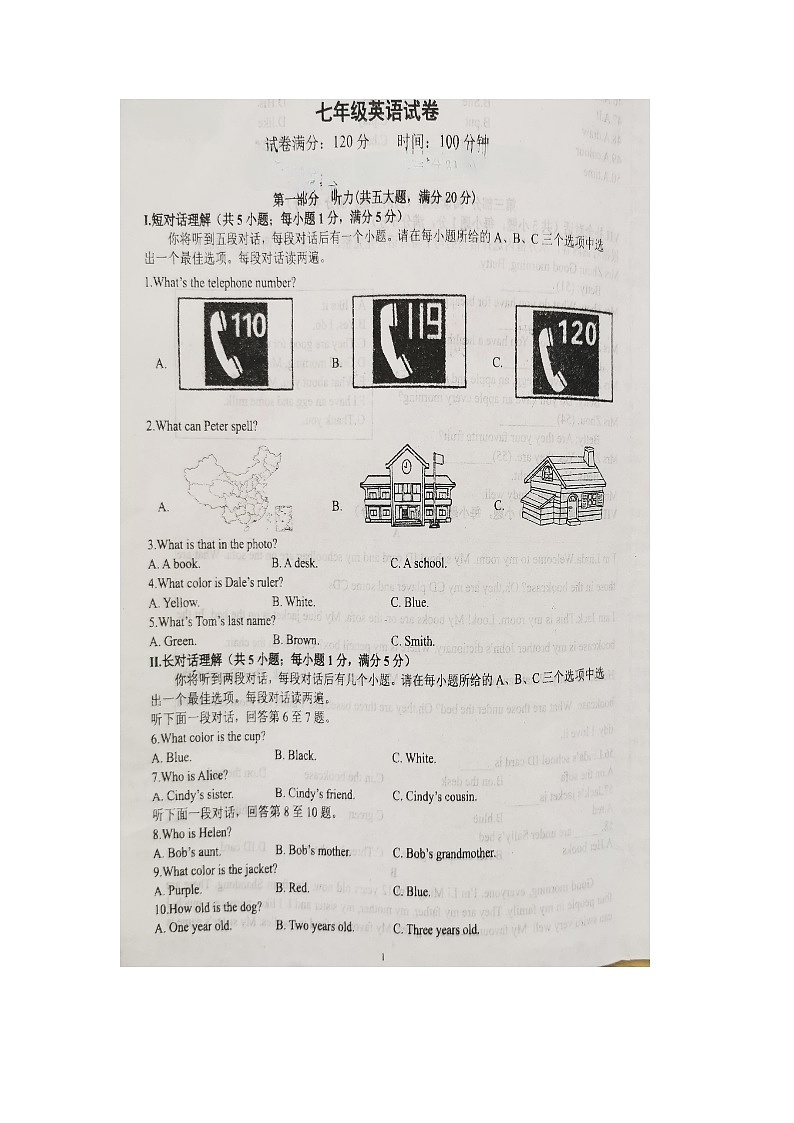 七年级英语试卷
试卷满分：120分 时间：100分钟
第一部分 听力(共五大题，满分20分)
I.短对话理解（共5小题；每小题1分，满分5分）
你将听到五段对话，每段对话后有一个小题。请在每小题所给的A、B、C三个选项中选
出一个最佳选项。每段对话读两遍。
1.What's the telephone number?
A. 110 B. 119 C. 120
2.What can Peter spell?
A. B. C.
3.What is that in the photo?
A. A book. B. A desk. C. A school.
4.What color is Dale's ruler?
A. Yellow. B. White. C. Blue.
5.What's Tom's last name?
A. Green. B. Brown. C. Smith.
II.长对话理解（共5小题；每小题1分，满分5分）
你将听到两段对话，每段对话后有几个小题。请在每小题所给的A、B、C三个选项中选
出一个最佳选项。每段对话读两遍。
听下面一段对话，回答第6至7题。
6.What color is the cup?
A. Blue. B. Black. C. White.
7.Who is Alice?
A. Cindy's sister. B. Cindy's friend. C. Cindy's cousin.
听下面一段对话，回答第8至10题。
8.Who is Helen?
A. Bob's aunt. B. Bob's mother. C. Bob's grandmother.
9.What color is the jacket?
A. Purple. B. Red. C. Blue.
10.How old is the dog?
A. One year old. B. Two years old. C. Three years old.
1